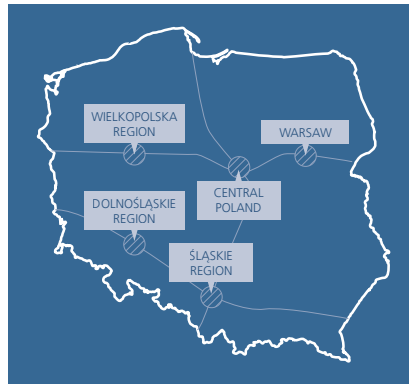 WIELKOPOLSKA
REGION
WARSAW
CENTRAL
POLAND
DOLNOŚLĄSKIE
REGION
ŚLĄSKIE
REGION